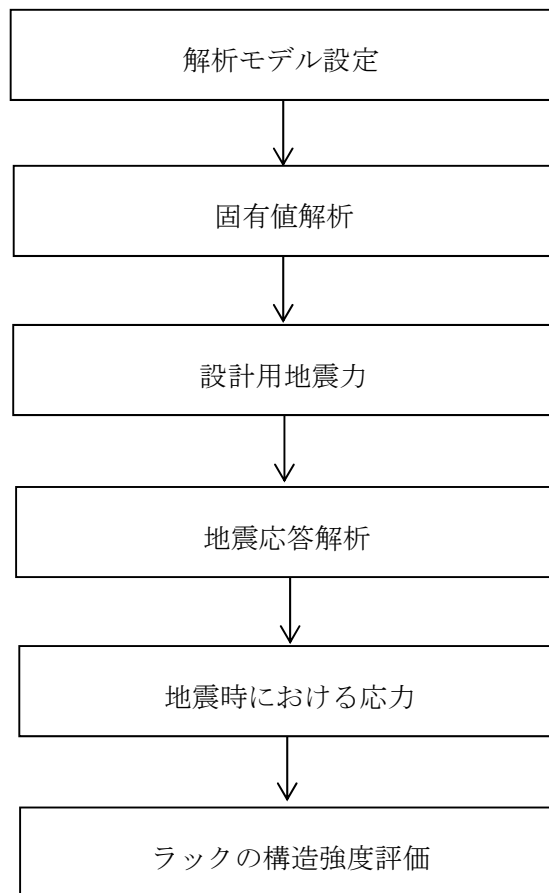 解析モデル設定
固有値解析
設計用地震力
地震応答解析
地震時における応力
ラックの構造強度評価